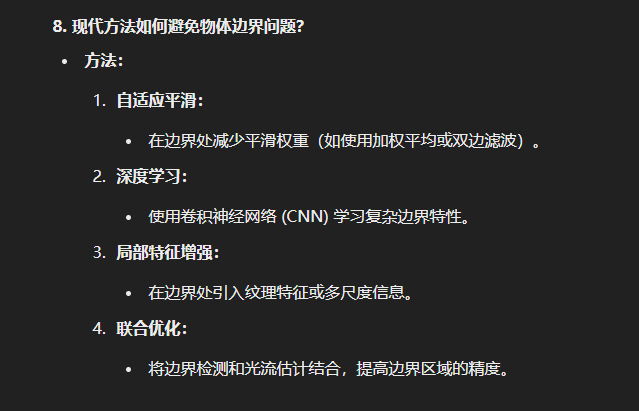 8. 现代方法如何避免物体边界问题？
• 方法：
1. 自适应平滑：
• 在边界处减少平滑权重（如使用加权平均或双边滤波）。
2. 深度学习：
• 使用卷积神经网络 (CNN) 学习复杂边界特性。
3. 局部特征增强：
• 在边界处引入纹理特征或多尺度信息。
4. 联合优化：
• 将边界检测和光流估计结合，提高边界区域的精度。